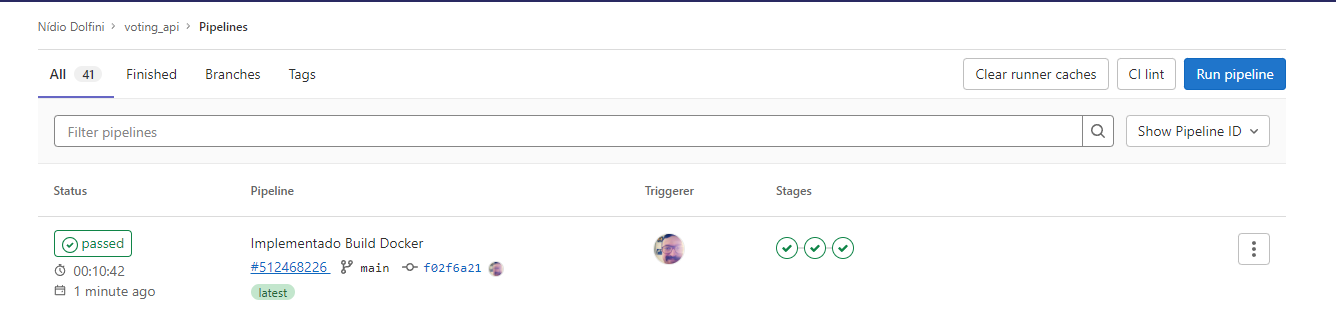 Nídio Dolfini > voting_api > Pipelines
All 41 Finished Branches Tags Clear runner caches CI lint Run pipeline
Filter pipelines Show Pipeline ID
Status Pipeline Triggerer Stages
passed Implementado Build Docker
00:10:42 #512468226 main f02f6a21
1 minute ago latest